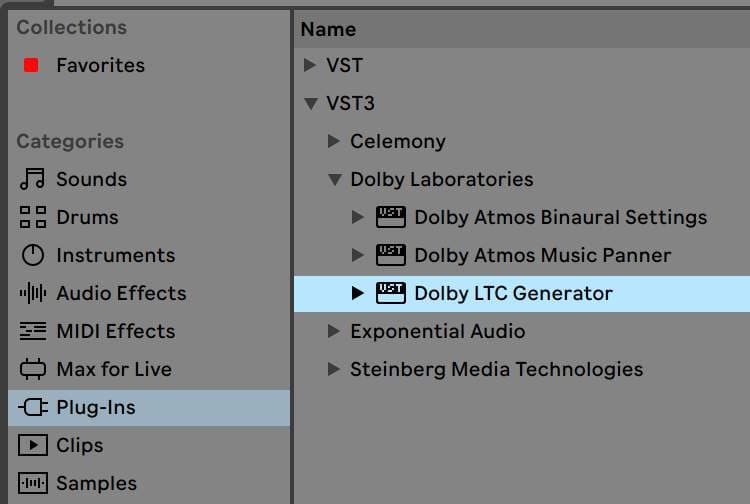 Collections
Favorites
Categories
Sounds
Drums
Instruments
Audio Effects
MIDI Effects
Max for Live
Plug-Ins
Clips
Samples
Name
VST
VST3
Celemony
Dolby Laboratories
VST Dolby Atmos Binaural Settings
VST Dolby Atmos Music Panner
VST Dolby LTC Generator
Exponential Audio
Steinberg Media Technologies